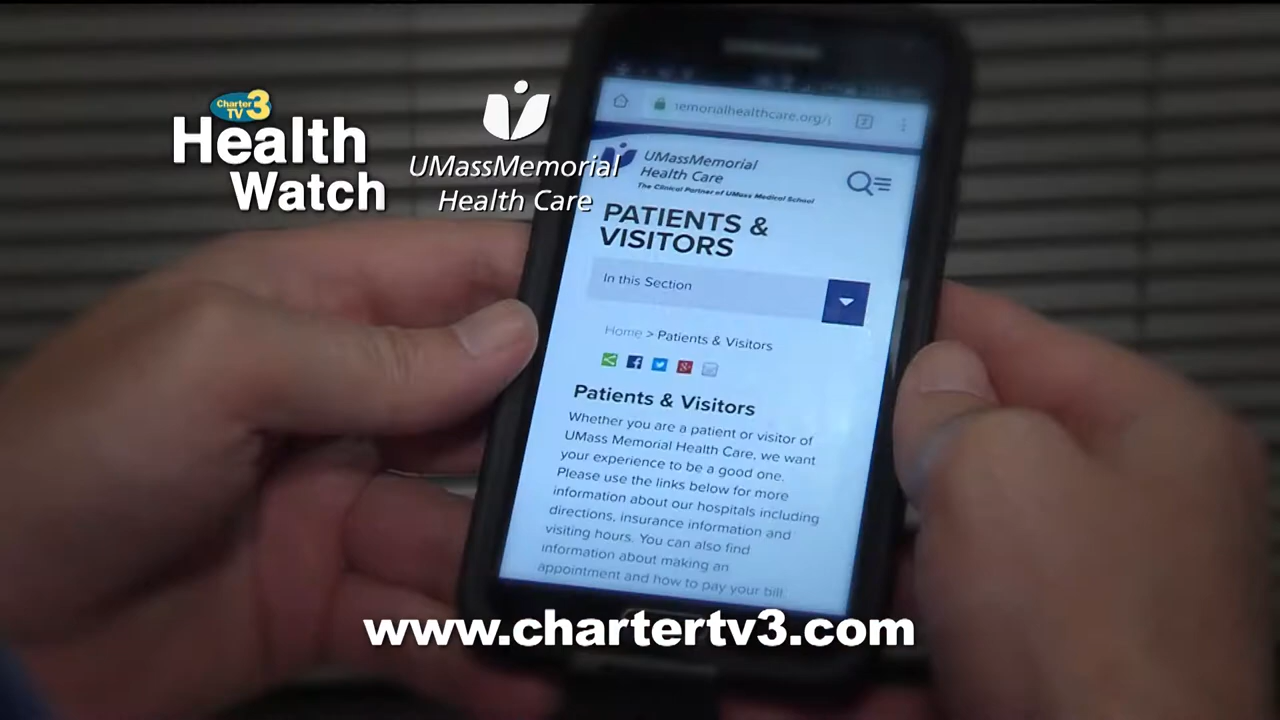 Charter
TV 3
Health
Watch
UMassMemorial
Health Care
emorialhealthcare.org/
2
UMassMemorial
Health Care
The Clinical Partner of UMass Medical School
PATIENTS &
VISITORS
In this Section
Home > Patients & Visitors
Patients & Visitors
Whether you are a patient or visitor of
UMass Memorial Health Care, we want
your experience to be a good one.
Please use the links below for more
information about our hospitals including
directions, insurance information and
visiting hours. You can also find
information about making an
appointment and how to pay your bill.
www.chartertv3.com